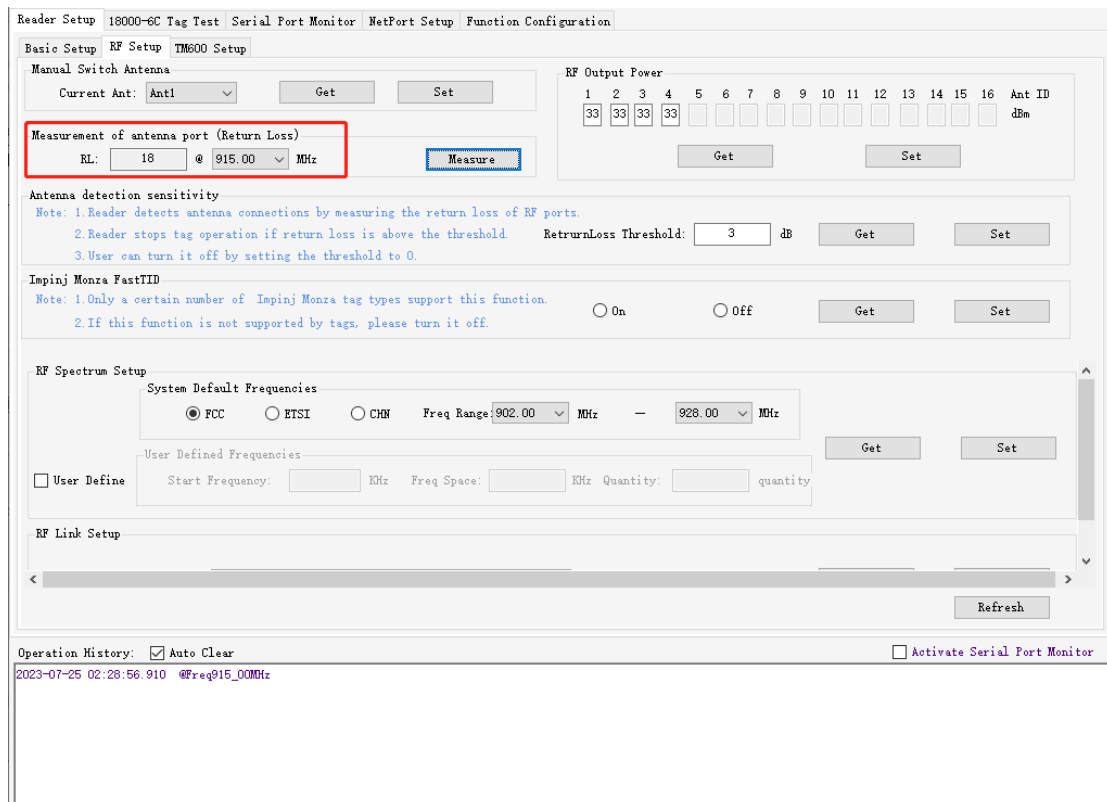 Reader Setup 18000-6C Tag Test Serial Port Monitor NetPort Setup Function Configuration
Basic Setup RF Setup TM600 Setup
Manual Switch Antenna
Current Ant: Ant1 Get Set
RF Output Power
1 2 3 4 5 6 7 8 9 10 11 12 13 14 15 16 Ant ID
33 33 33 33 dBm
Get Set
Measurement of antenna port (Return Loss)
RL: 18 @ 915.00 MHz Measure
Antenna detection sensitivity
Note: 1.Reader detects antenna connections by measuring the return loss of RF ports.
2.Reader stops tag operation if return loss is above the threshold. RetrurnLoss Threshold: 3 dB Get Set
3.User can turn it off by setting the threshold to 0.
Impinj Monza FastTID
Note: 1.Only a certain number of Impinj Monza tag types support this function.
On Off Get Set
2.If this function is not supported by tags, please turn it off.
RF Spectrum Setup
System Default Frequencies
FCC ETSI CHN Freq Range: 902.00 MHz — 928.00 MHz
Get Set
User Defined Frequencies
User Define Start Frequency: KHz Freq Space: KHz Quantity: quantity
RF Link Setup
Refresh
Operation History: Auto Clear Activate Serial Port Monitor
2023-07-25 02:28:56.910 @Freq915_00MHz